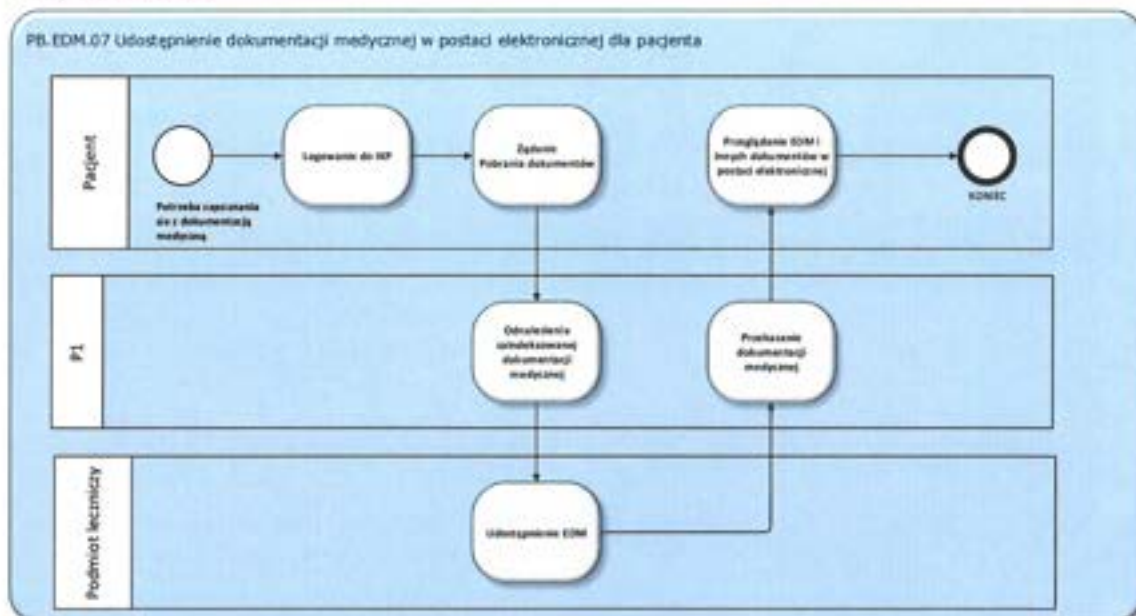 PB.EDM.07 Udostępnienie dokumentacji medycznej w postaci elektronicznej dla pacjenta
Pacjent
Potrzeba zapoznania
się z dokumentacją
medyczną
Logowanie do IKP
Żądanie
Pobrania dokumentów
Przeglądanie EDM i
innych dokumentów w
postaci elektronicznej
KONIEC
P1
Odnalezienie
zaindeksowanej
dokumentacji
medycznej
Przekazanie
dokumentacji
medycznej
Podmiot leczniczy
Udostępnienie EDM